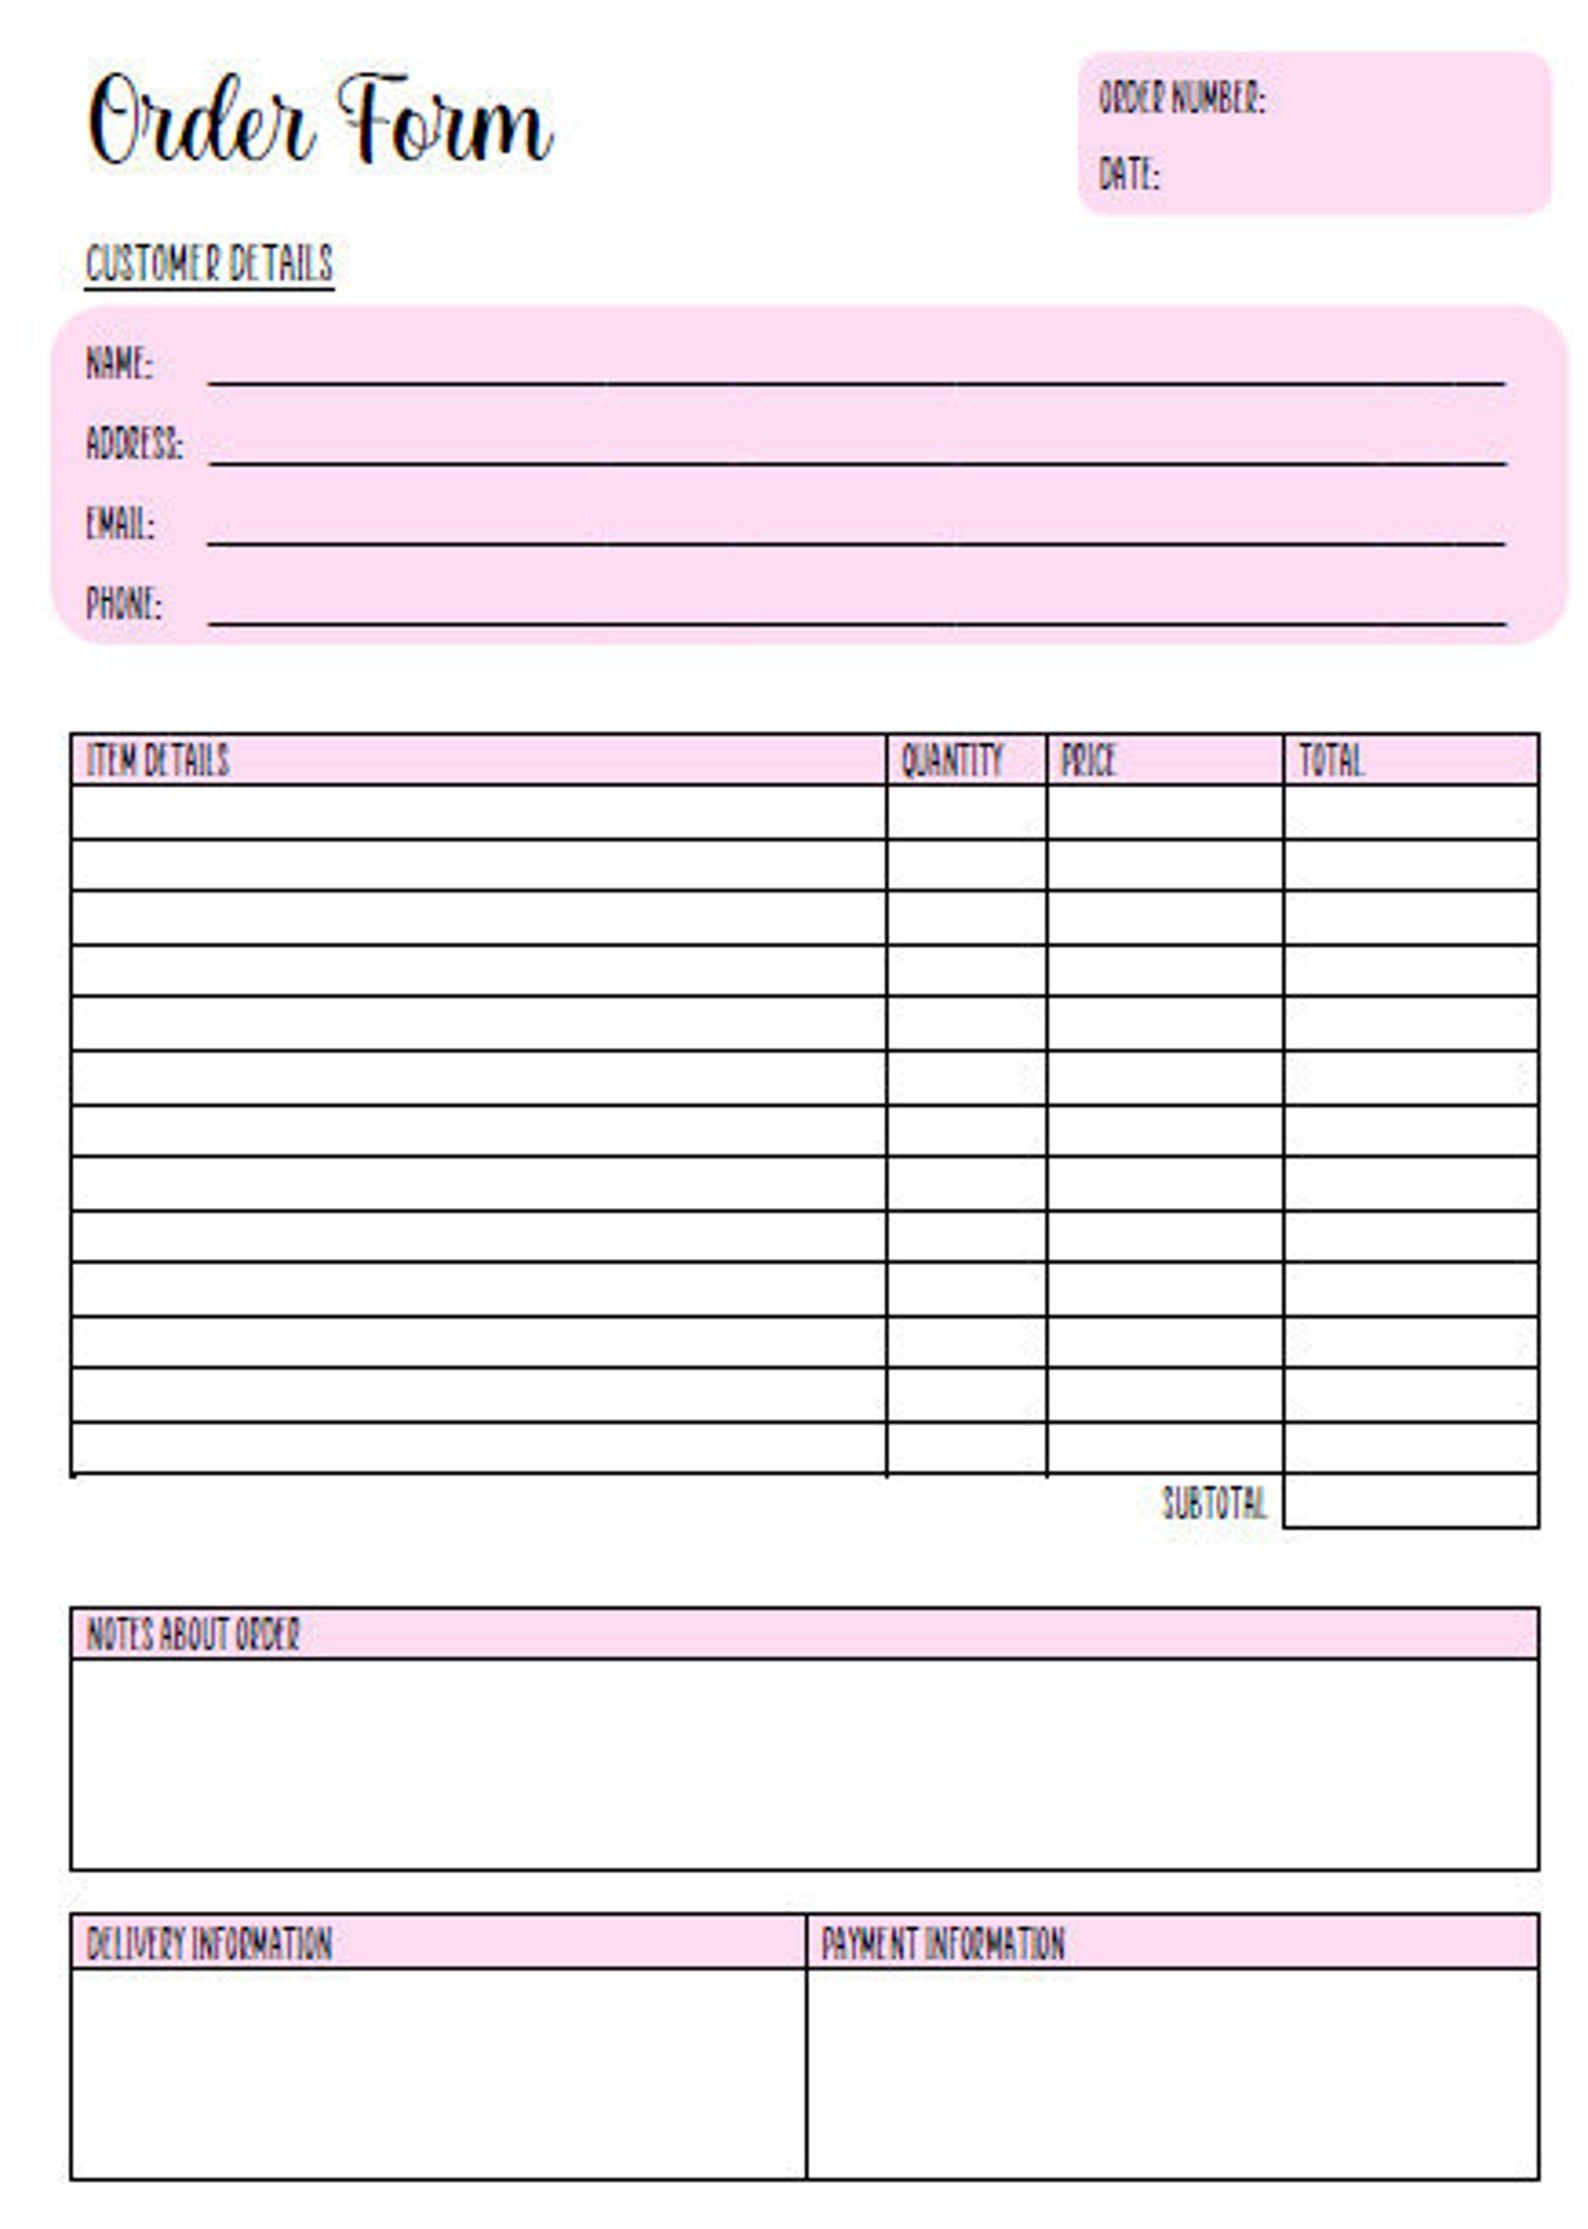 Order Form
ORDER NUMBER:
DATE:
CUSTOMER DETAILS
NAME:
ADDRESS:
EMAIL:
PHONE:
ITEM DETAILS QUANTITY PRICE TOTAL
SUBTOTAL
NOTES ABOUT ORDER
DELIVERY INFORMATION PAYMENT INFORMATION